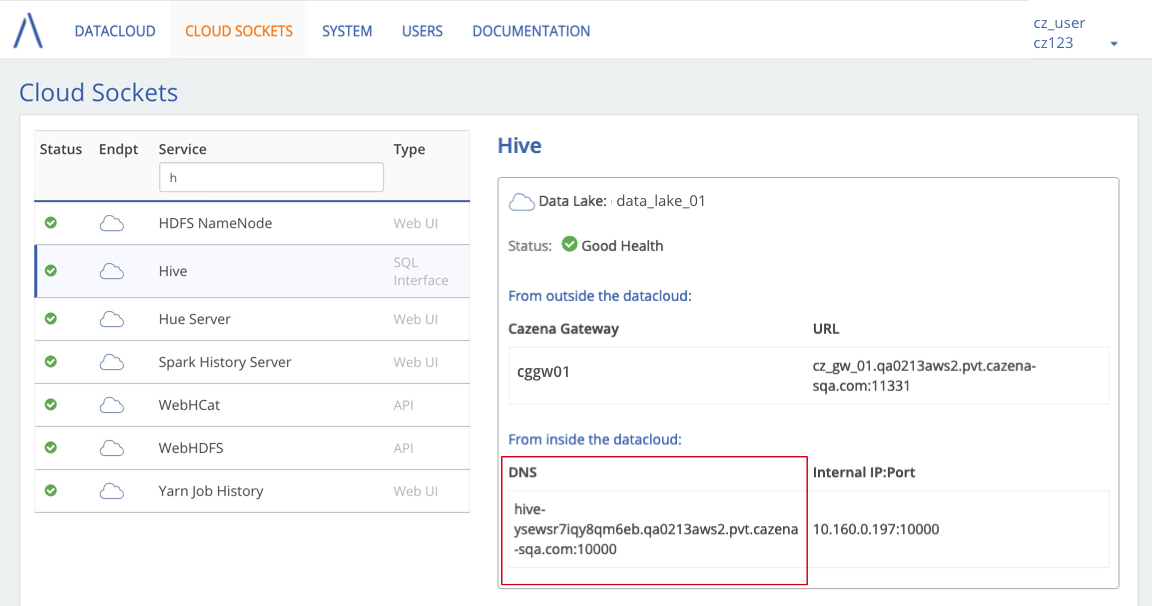 DATACLOUD CLOUD SOCKETS SYSTEM USERS DOCUMENTATION
cz_user
cz123
Cloud Sockets
Status Endpt Service Type
h
HDFS NameNode Web UI
Hive SQL
Interface
Hue Server Web UI
Spark History Server Web UI
WebHCat API
WebHDFS API
Yarn Job History Web UI
Hive
Data Lake: data_lake_01
Status: Good Health
From outside the datacloud:
Cazena Gateway URL
cggw01
cz_gw_01.qa0213aws2.pvt.cazena-
sqa.com:11331
From inside the datacloud:
DNS Internal IP:Port
hive-
ysewsr7iqy8qm6eb.qa0213aws2.pvt.cazena
-sqa.com:10000
10.160.0.197:10000